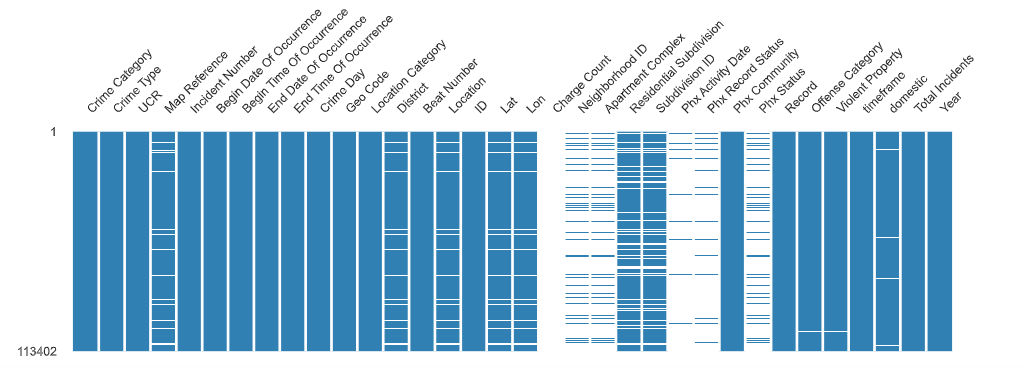 Crime Category
Crime Type
UCR
Map Reference
Incident Number
Begin Date Of Occurrence
Begin Time Of Occurrence
End Date Of Occurrence
End Time Of Occurrence
Crime Day
Geo Code
Location Category
District
Beat Number
Location
ID
Lat
Lon
Charge Count
Neighborhood ID
Apartment Complex
Residential Subdivision
Subdivision ID
Phx Activity Date
Phx Record Status
Phx Community
Phx Status
Record
Offense Category
Violent Property
timeframe
domestic
Total Incidents
Year
1
113402